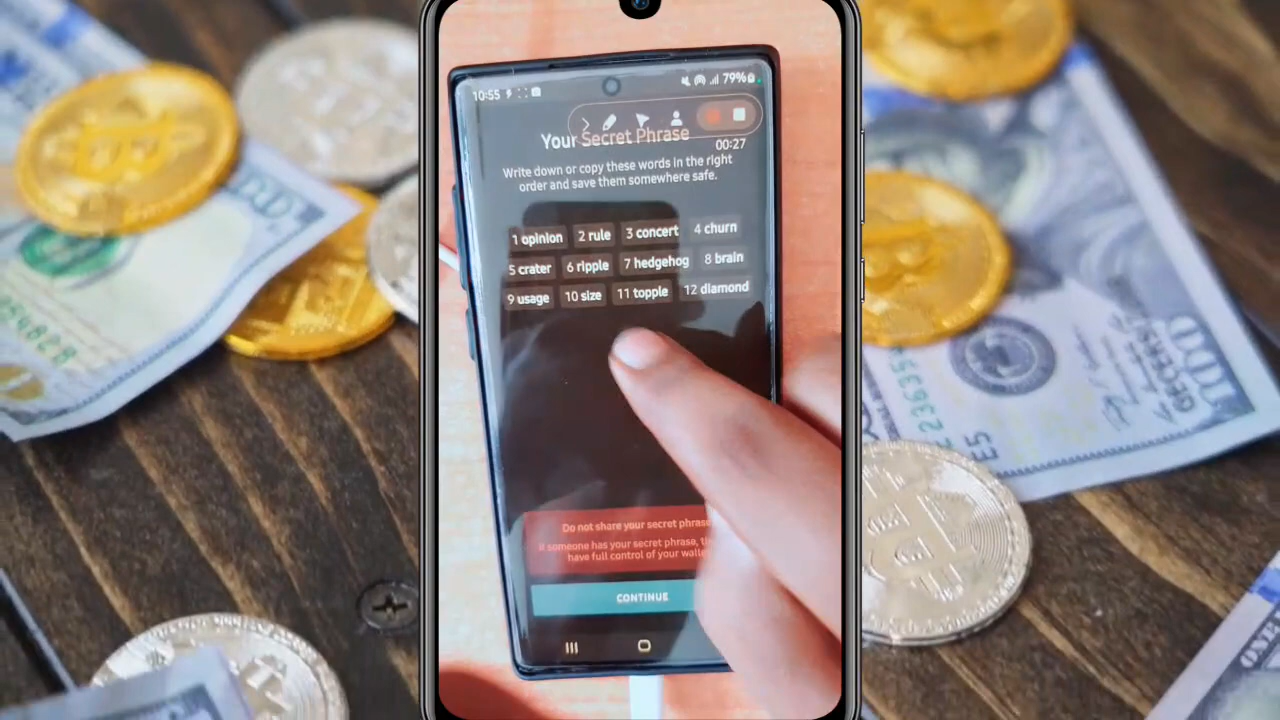 10:55
79%
Your Secret Phrase
00:27
Write down or copy these words in the right
order and save them somewhere safe.
1 opinion 2 rule 3 concert 4 churn
5 crater 6 ripple 7 hedgehog 8 brain
9 usage 10 size 11 topple 12 diamond
Do not share your secret phrase
If someone has your secret phrase,
have full control of your
CONTINUE
100